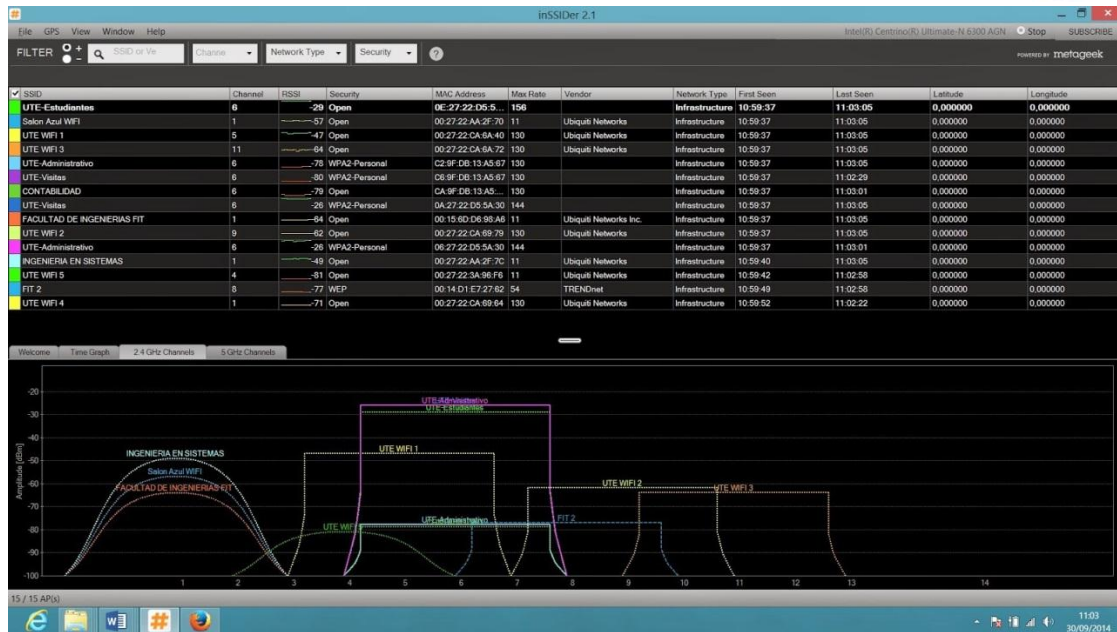 inSSIDer 2.1
File GPS View Window Help Intel(R) Centrino(R) Ultimate-N 6300 AGN Stop SUBSCRIBE
FILTER + - SSID or Ve Channe Network Type Security ? POWERED BY metageek
SSID Channel RSSI Security MAC Address Max Rate Vendor Network Type First Seen Last Seen Latitude Longitude
UTE-Estudiantes 6 -29 Open 0E:27:22:D5:5... 156 Infrastructure 10:59:37 11:03:05 0,000000 0,000000
Salon Azul WIFI 1 -57 Open 00:27:22:AA:2F:70 11 Ubiquiti Networks Infrastructure 10:59:37 11:03:05 0,000000 0,000000
UTE WIFI 1 5 -47 Open 00:27:22:CA:6A:40 130 Ubiquiti Networks Infrastructure 10:59:37 11:03:05 0,000000 0,000000
UTE WIFI 3 11 -64 Open 00:27:22:CA:6A:72 130 Ubiquiti Networks Infrastructure 10:59:37 11:03:05 0,000000 0,000000
UTE-Administrativo 6 -78 WPA2-Personal C2:9F:DB:13:A5:67 130 Infrastructure 10:59:37 11:03:05 0,000000 0,000000
UTE-Visitas 6 -80 WPA2-Personal C6:9F:DB:13:A5:67 130 Infrastructure 10:59:37 11:02:29 0,000000 0,000000
CONTABILIDAD 6 -79 Open CA:9F:DB:13:A5:... 130 Infrastructure 10:59:37 11:03:01 0,000000 0,000000
UTE-Visitas 6 -26 WPA2-Personal 0A:27:22:D5:5A:30 144 Infrastructure 10:59:37 11:03:05 0,000000 0,000000
FACULTAD DE INGENIERIAS FIT 1 -64 Open 00:15:6D:D6:98:A6 11 Ubiquiti Networks Inc. Infrastructure 10:59:37 11:03:05 0,000000 0,000000
UTE WIFI 2 9 -62 Open 00:27:22:CA:69:79 130 Ubiquiti Networks Infrastructure 10:59:37 11:03:05 0,000000 0,000000
UTE-Administrativo 6 -26 WPA2-Personal 06:27:22:D5:5A:30 144 Infrastructure 10:59:37 11:03:01 0,000000 0,000000
INGENIERIA EN SISTEMAS 1 -49 Open 00:27:22:AA:2F:7C 11 Ubiquiti Networks Infrastructure 10:59:40 11:03:05 0,000000 0,000000
UTE WIFI 5 4 -81 Open 00:27:22:3A:96:F6 11 Ubiquiti Networks Infrastructure 10:59:42 11:02:58 0,000000 0,000000
FIT 2 8 -77 WEP 00:14:D1:E7:27:62 54 TRENDnet Infrastructure 10:59:49 11:02:58 0,000000 0,000000
UTE WIFI 4 1 -71 Open 00:27:22:CA:69:64 130 Ubiquiti Networks Infrastructure 10:59:52 11:02:22 0,000000 0,000000
Welcome Time Graph 2.4 GHz Channels 5 GHz Channels
Amplitude [dBm]
-20
-30
-40
-50
-60
-70
-80
-90
-100
UTE-Administrativo
UTE-Estudiantes
UTE WIFI 1
INGENIERIA EN SISTEMAS
Salon Azul WIFI
FACULTAD DE INGENIERIAS FIT
UTE WIFI 2
UTE WIFI 3
UTE WIFI
UTE-Administrativo
FIT 2
1 2 3 4 5 6 7 8 9 10 11 12 13 14
15 / 15 AP(s)
11:03
30/09/2014